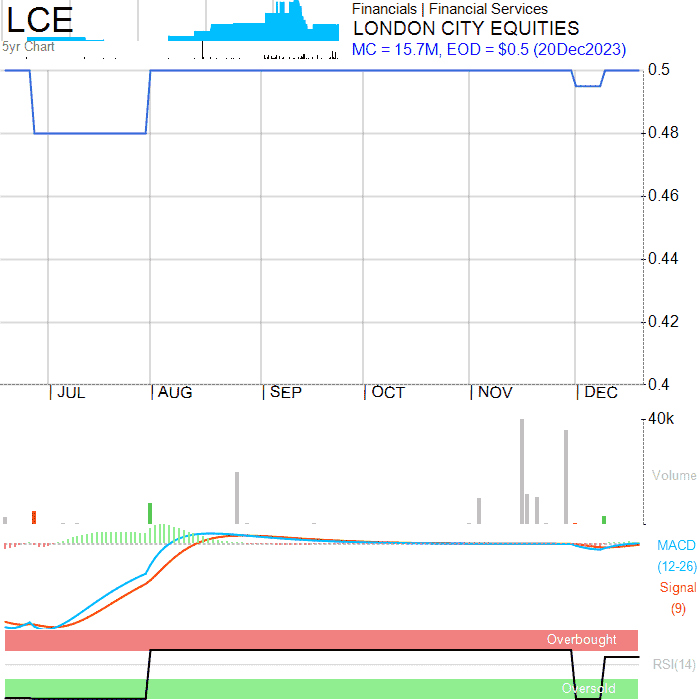 LCE
5yr Chart
Financials | Financial Services
LONDON CITY EQUITIES
MC = 15.7M, EOD = $0.5 (20Dec2023)
0.5
0.48
0.46
0.44
0.42
0.4
JUL AUG SEP OCT NOV DEC
40k
Volume
MACD
(12-26)
Signal
(9)
Overbought
RSI(14)
Oversold